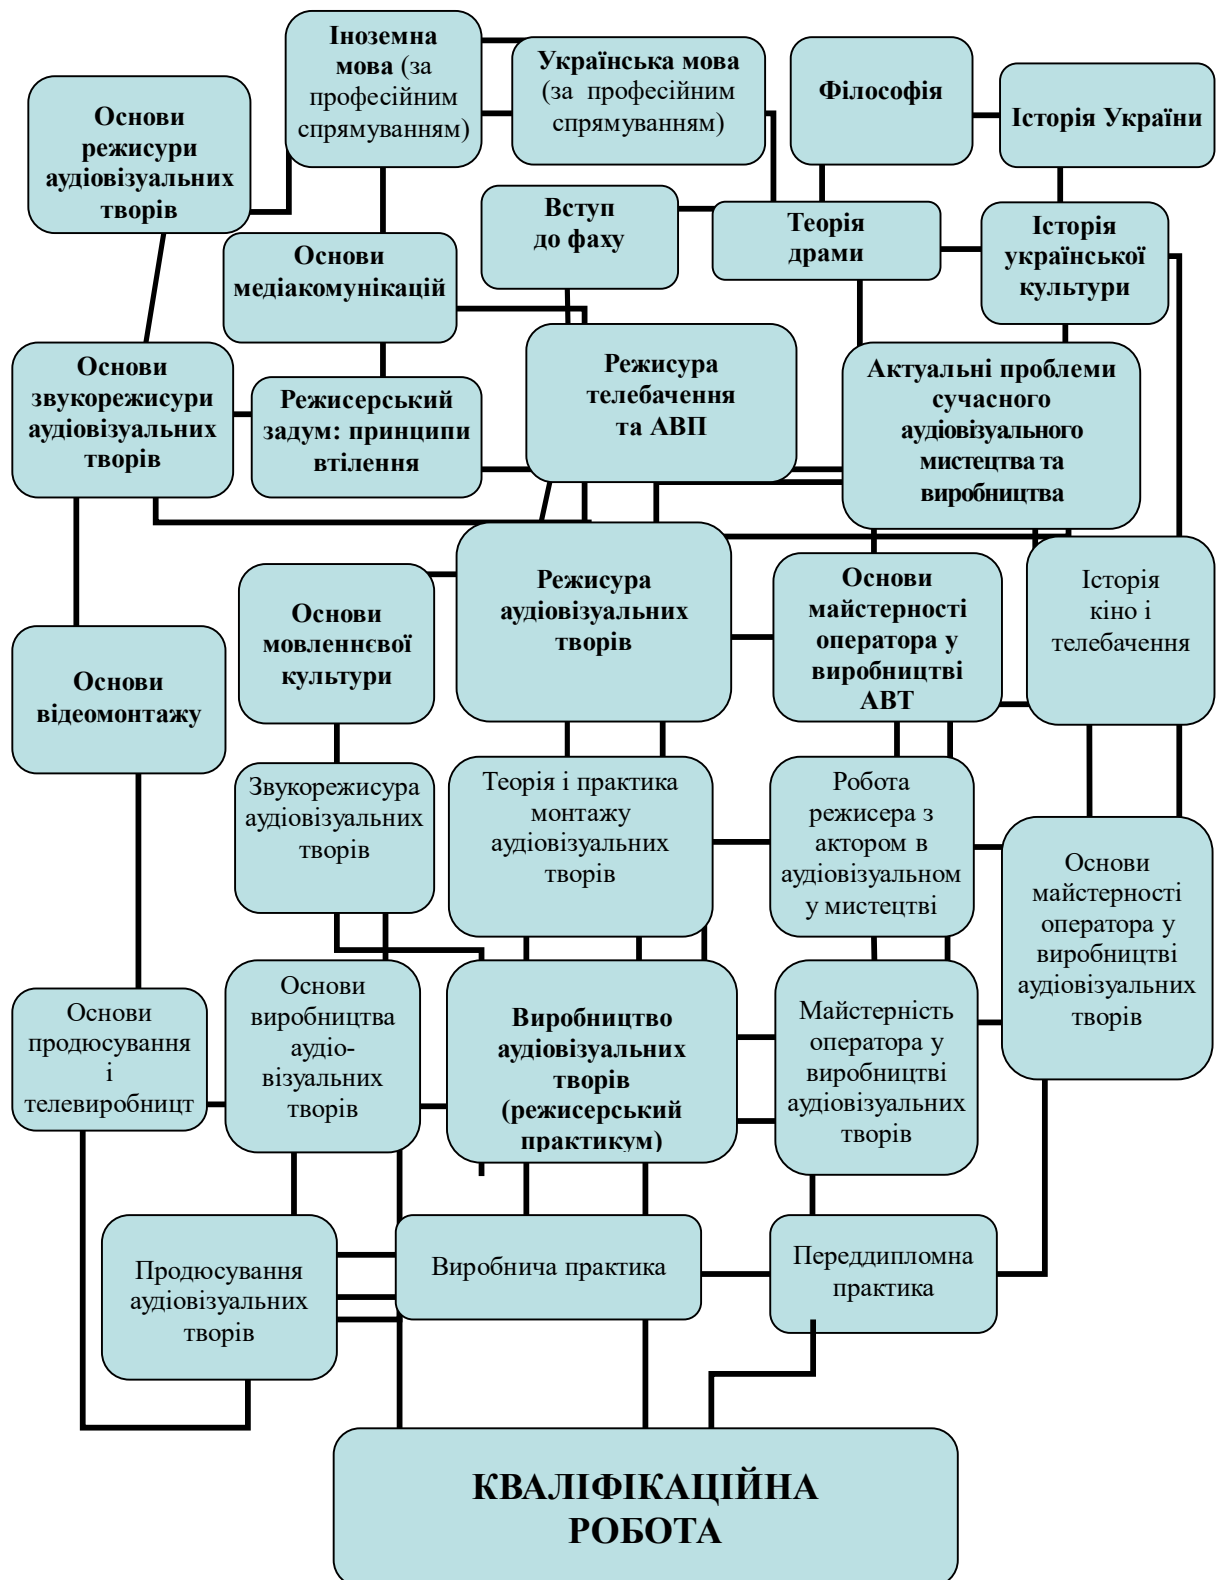 Іноземна
мова (за
професійним
спрямуванням)
Українська мова
(за професійним
спрямуванням)
Філософія
Історія України
Основи
режисури
аудіовізуальних
творів
Вступ
до фаху
Теорія
драми
Історія
української
культури
Основи
медіакомунікацій
Основи
звукорежисури
аудіовізуальних
творів
Режисерський
задум: принципи
втілення
Режисура
телебачення
та АВП
Актуальні проблеми
сучасного
аудіовізуального
мистецтва та
виробництва
Основи
мовленнєвої
культури
Режисура
аудіовізуальних
творів
Основи
майстерності
оператора у
виробництві
АВТ
Історія
кіно і
телебачення
Основи
відеомонтажу
Звукорежисура
аудіовізуальних
творів
Теорія і практика
монтажу
аудіовізуальних
творів
Робота
режисера з
актором в
аудіовізуальном
у мистецтві
Основи
майстерності
оператора у
виробництві
аудіовізуальних
творів
Основи
продюсування
і
телевиробницт
Основи
виробництва
аудіо-
візуальних
творів
Виробництво
аудіовізуальних
творів
(режисерський
практикум)
Майстерність
оператора у
виробництві
аудіовізуальних
творів
Продюсування
аудіовізуальних
творів
Виробнича практика
Переддипломна
практика
КВАЛІФІКАЦІЙНА
РОБОТА